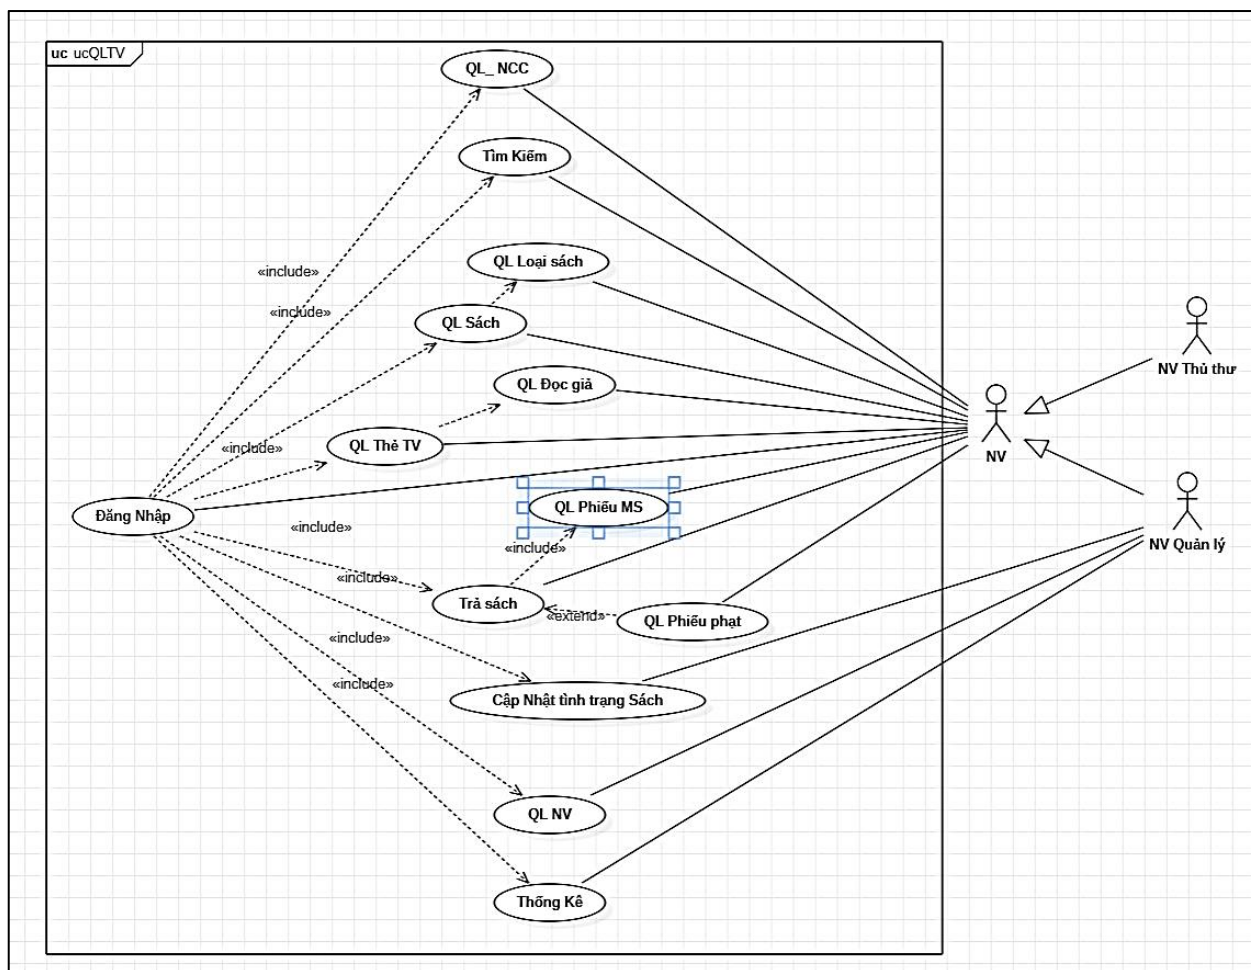 uc ucQLTV
QL_ NCC
Tìm Kiếm
«include»
QL Loại sách
«include»
QL Sách
NV Thủ thư
QL Đọc giả
«include»
QL Thẻ TV
NV
QL Phiếu MS
Đăng Nhập
«include»
NV Quản lý
«include»
«include»
Trả sách
«extend»
QL Phiếu phạt
«include»
«include»
Cập Nhật tình trạng Sách
QL NV
Thống Kê